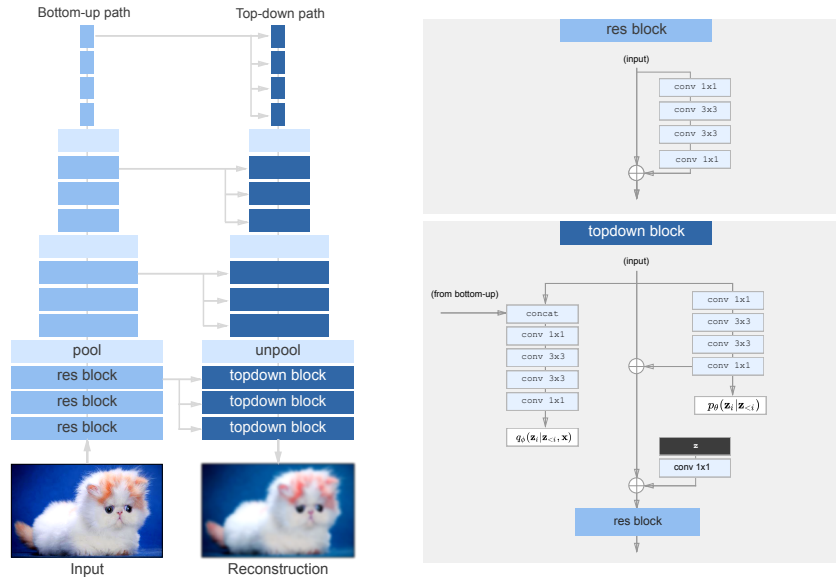 Bottom-up path
Top-down path
pool
unpool
res block
topdown block
res block
topdown block
res block
topdown block
Input
Reconstruction
res block
(input)
conv 1x1
conv 3x3
conv 3x3
conv 1x1
topdown block
(input)
(from bottom-up)
concat
conv 1x1
conv 3x3
conv 3x3
conv 1x1
q_ϕ(z_i|z_{<i}, x)
conv 1x1
conv 3x3
conv 3x3
conv 1x1
p_θ(z_i|z_{<i})
z
conv 1x1
res block